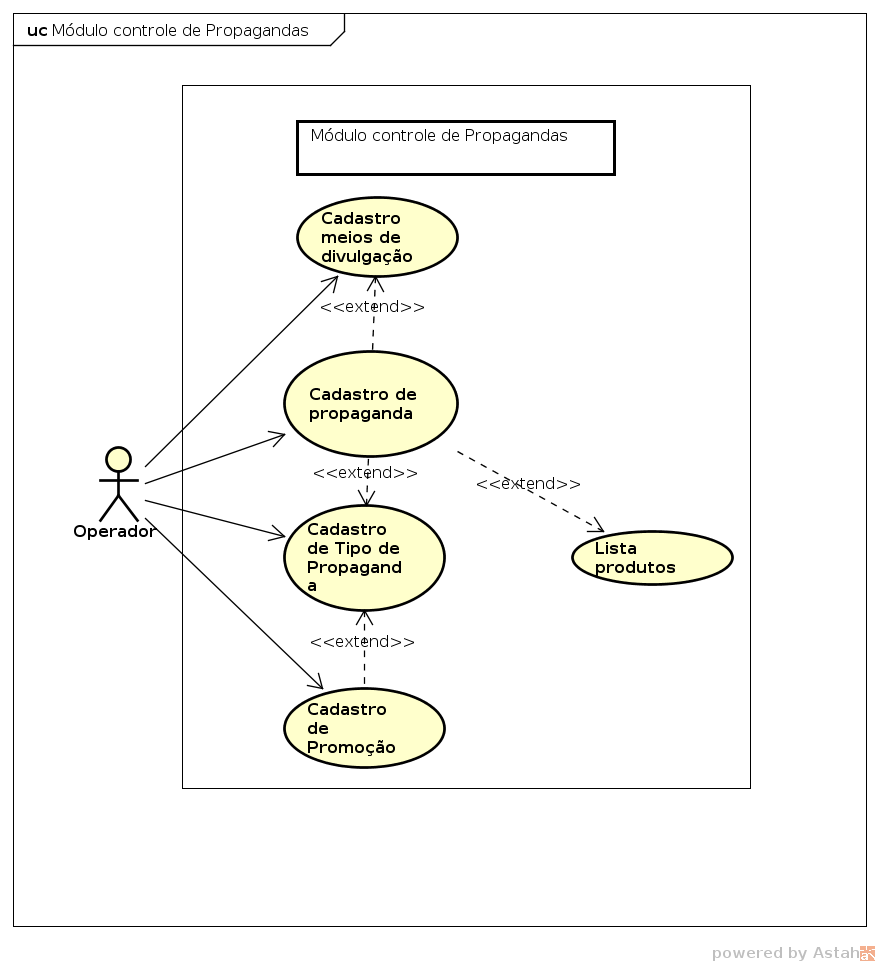 uc Módulo controle de Propagandas
Módulo controle de Propagandas
Cadastro
meios de
divulgação
<<extend>>
Cadastro de
propaganda
<<extend>>
<<extend>>
Operador
Cadastro
de Tipo de
Propagand
a
Lista
produtos
<<extend>>
Cadastro
de
Promoção
powered by Astah